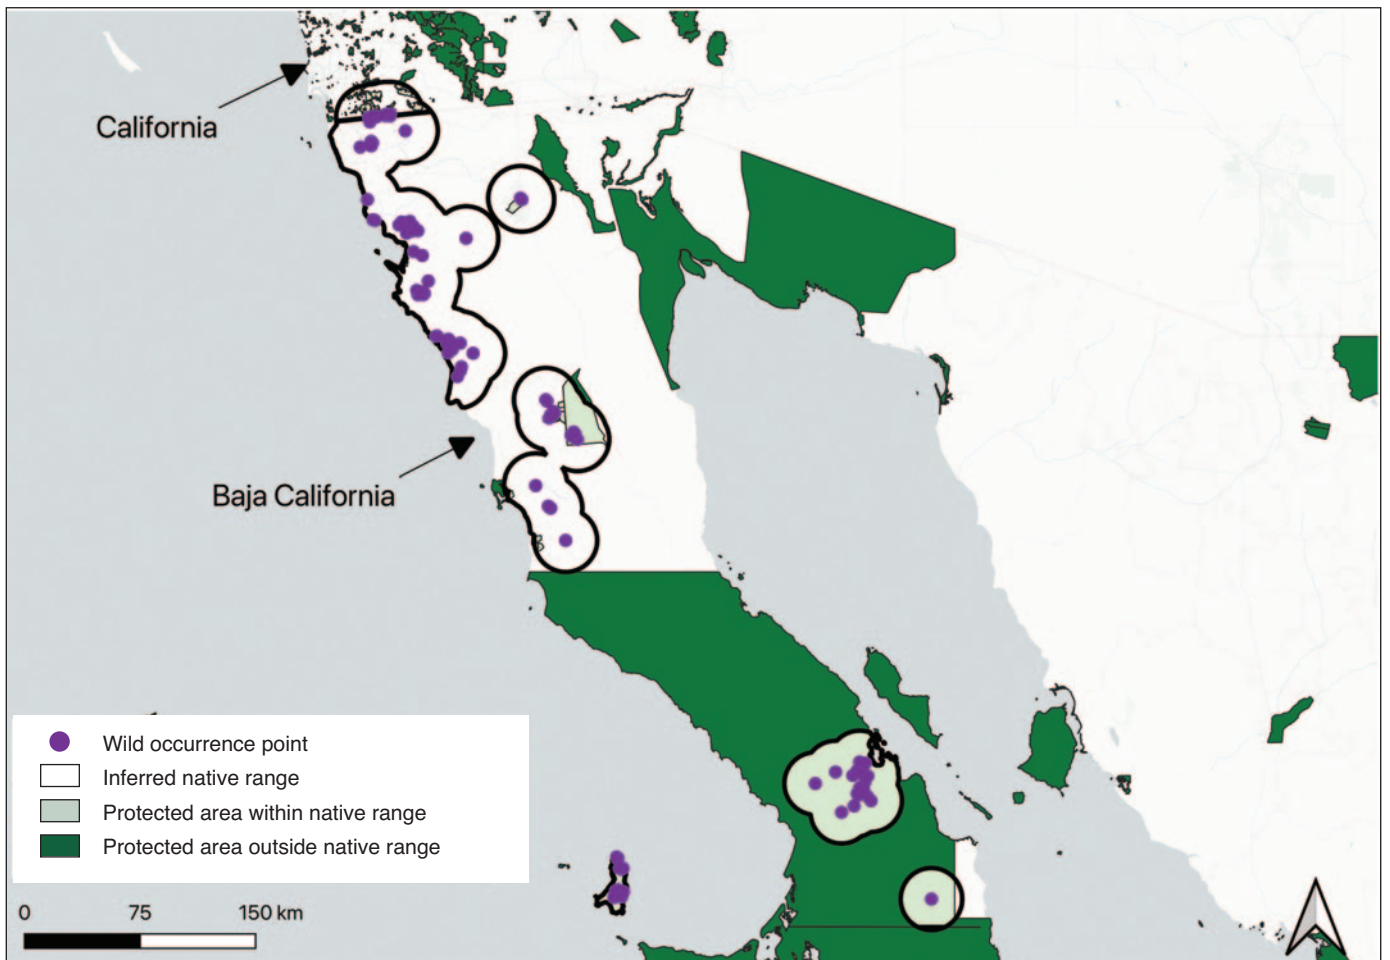 California
Baja California
Wild occurrence point
Inferred native range
Protected area within native range
Protected area outside native range
0 75 150 km